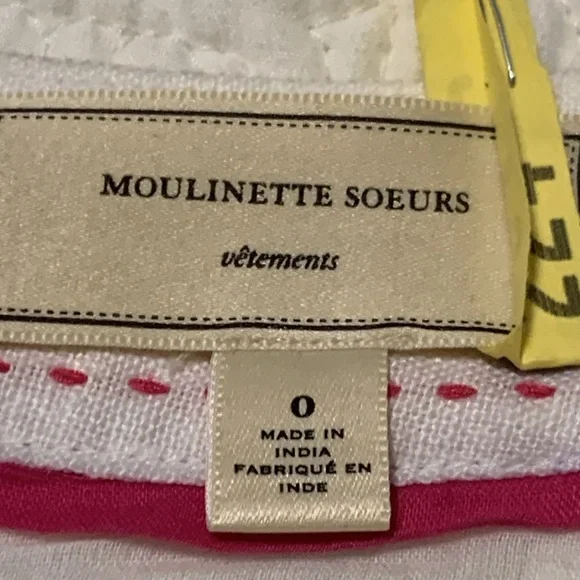 MOULINETTE SOEURS
vêtements
0
MADE IN
INDIA
FABRIQUÉ EN
INDE